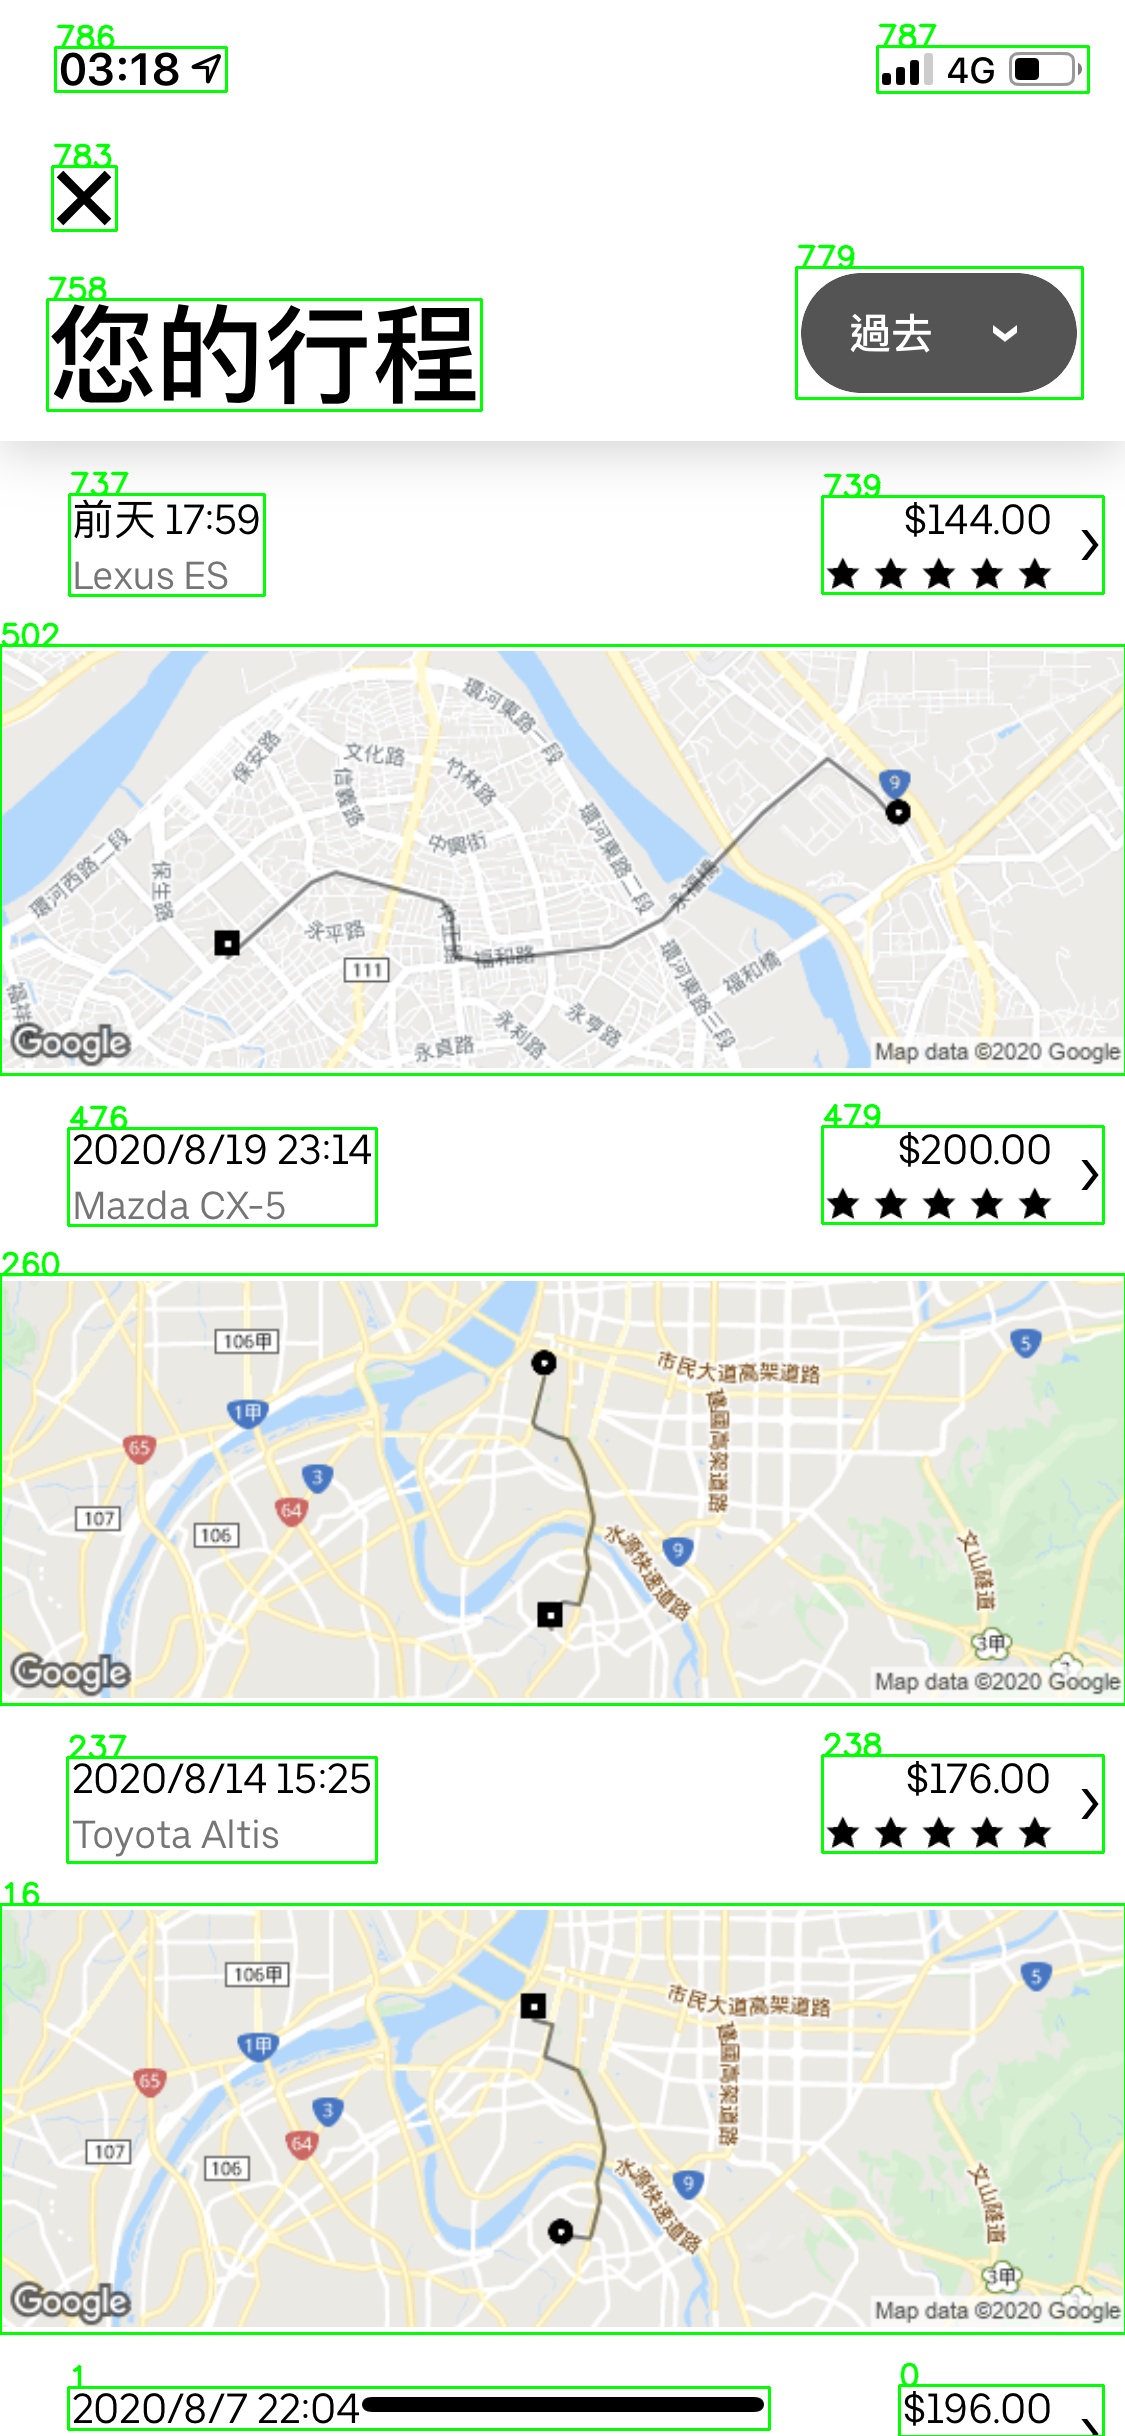 786
787
03:18
4G
783
779
758
您的行程
過去
737
739
前天 17:59
$144.00
Lexus ES
502
環河東路一段
文化路
保安路
竹林路
信義路
9
中興街
環河東路二段
環河西路二段
保生路
永福橋
永平路
中正路
福和路
111
環河東路三段
福和橋
福祥
永利路
永亨路
永貞路
Google
Map data ©2020 Google
476
479
2020/8/19 23:14
$200.00
Mazda CX-5
260
106甲
5
市民大道高架道路
1甲
建國高架道路
65
3
64
107
106
水源快速道路
9
文山隧道
3甲
3
Google
Map data ©2020 Google
237
238
2020/8/14 15:25
$176.00
Toyota Altis
16
106甲
5
市民大道高架道路
1甲
建國高架道路
65
3
64
107
106
水源快速道路
9
文山隧道
3甲
3
Google
Map data ©2020 Google
1
0
2020/8/7 22:04
$196.00